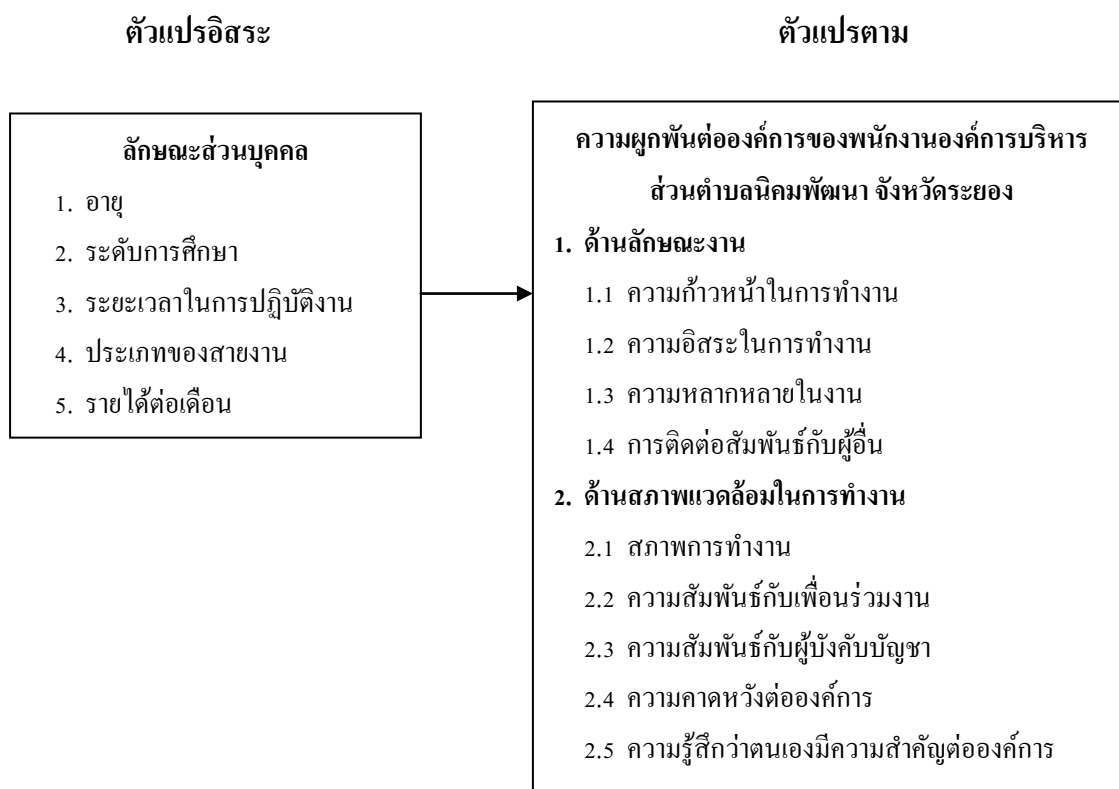 ตัวแปรอิสระ
ตัวแปรตาม
ลักษณะส่วนบุคคล
1. อายุ
2. ระดับการศึกษา
3. ระยะเวลาในการปฏิบัติงาน
4. ประเภทของสายงาน
5. รายได้ต่อเดือน
ความผูกพันต่อองค์การของพนักงานองค์การบริหาร
ส่วนตำบลนิคมพัฒนา จังหวัดระยอง
1. ด้านลักษณะงาน
1.1 ความก้าวหน้าในการทำงาน
1.2 ความอิสระในการทำงาน
1.3 ความหลากหลายในงาน
1.4 การติดต่อสัมพันธ์กับผู้อื่น
2. ด้านสภาพแวดล้อมในการทำงาน
2.1 สภาพการทำงาน
2.2 ความสัมพันธ์กับเพื่อนร่วมงาน
2.3 ความสัมพันธ์กับผู้บังคับบัญชา
2.4 ความคาดหวังต่อองค์การ
2.5 ความรู้สึกว่าตนเองมีความสำคัญต่อองค์การ